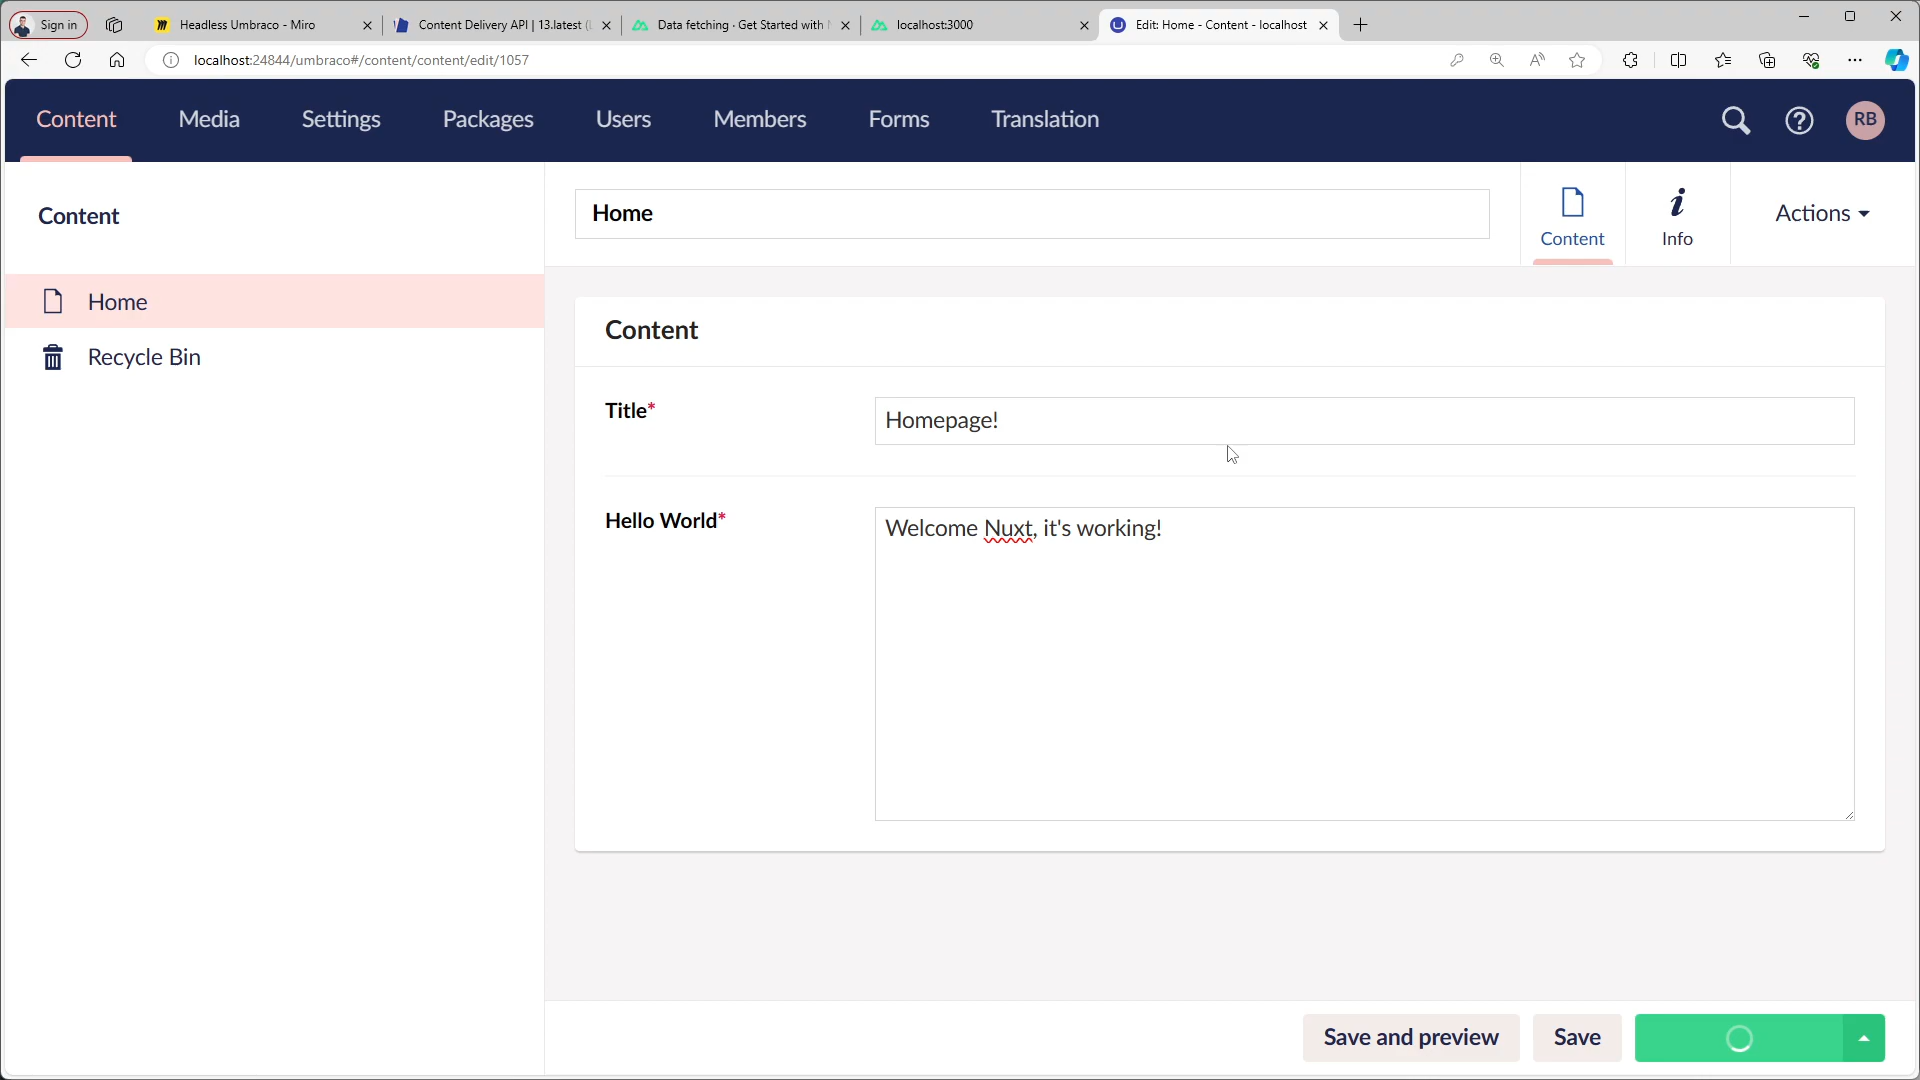 Sign in
Headless Umbraco - Miro
Content Delivery API | 13.latest (
Data fetching · Get Started with
localhost:3000
Edit: Home - Content - localhost
localhost:24844/umbraco#/content/content/edit/1057
Content Media Settings Packages Users Members Forms Translation
RB
Content
Home
Content
Info
Actions
Home
Recycle Bin
Content
Title*
Homepage!
Hello World*
Welcome Nuxt, it's working!
Save and preview
Save